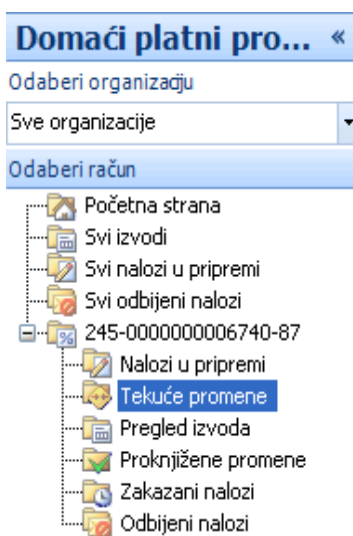 Domaći platni pro... «
Odaberi organizaciju
Sve organizacije
Odaberi račun
Početna strana
Svi izvodi
Svi nalozi u pripremi
Svi odbijeni nalozi
245-0000000006740-87
Nalozi u pripremi
Tekuće promene
Pregled izvoda
Proknjižene promene
Zakazani nalozi
Odbijeni nalozi